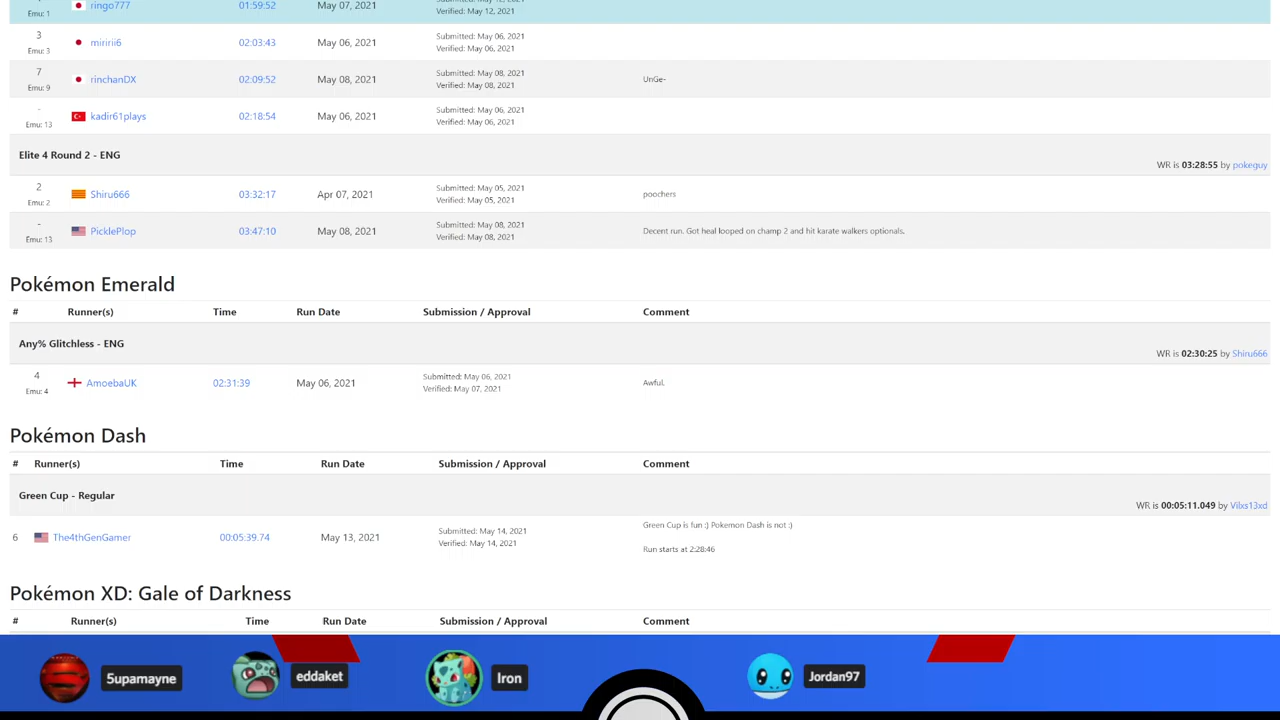 ringo777 01:59:52 May 07, 2021
Emu: 1 Verified: May 12, 2021
3 miririi6 02:03:43 May 06, 2021 Submitted: May 06, 2021
Emu: 3 Verified: May 06, 2021
7 rinchanDX 02:09:52 May 08, 2021 Submitted: May 08, 2021 UnGe-
Emu: 9 Verified: May 08, 2021
- kadir61plays 02:18:54 May 06, 2021 Submitted: May 06, 2021
Emu: 13 Verified: May 06, 2021
Elite 4 Round 2 - ENG
WR is 03:28:55 by pokeguy
2 Shiru666 03:32:17 Apr 07, 2021 Submitted: May 05, 2021 poochers
Emu: 2 Verified: May 05, 2021
- PicklePlop 03:47:10 May 08, 2021 Submitted: May 08, 2021 Decent run. Got heal looped on champ 2 and hit karate walkers optionals.
Emu: 13 Verified: May 08, 2021
Pokémon Emerald
# Runner(s) Time Run Date Submission / Approval Comment
Any% Glitchless - ENG
WR is 02:30:25 by Shiru666
4 AmoebaUK 02:31:39 May 06, 2021 Submitted: May 06, 2021 Awful.
Emu: 4 Verified: May 07, 2021
Pokémon Dash
# Runner(s) Time Run Date Submission / Approval Comment
Green Cup - Regular
WR is 00:05:11.049 by Vilxs13xd
6 The4thGenGamer 00:05:39.74 May 13, 2021 Submitted: May 14, 2021 Green Cup is fun :) Pokemon Dash is not :)
Verified: May 14, 2021 Run starts at 2:28:46
Pokémon XD: Gale of Darkness
# Runner(s) Time Run Date Submission / Approval Comment
5upamayne eddaket Iron Jordan97